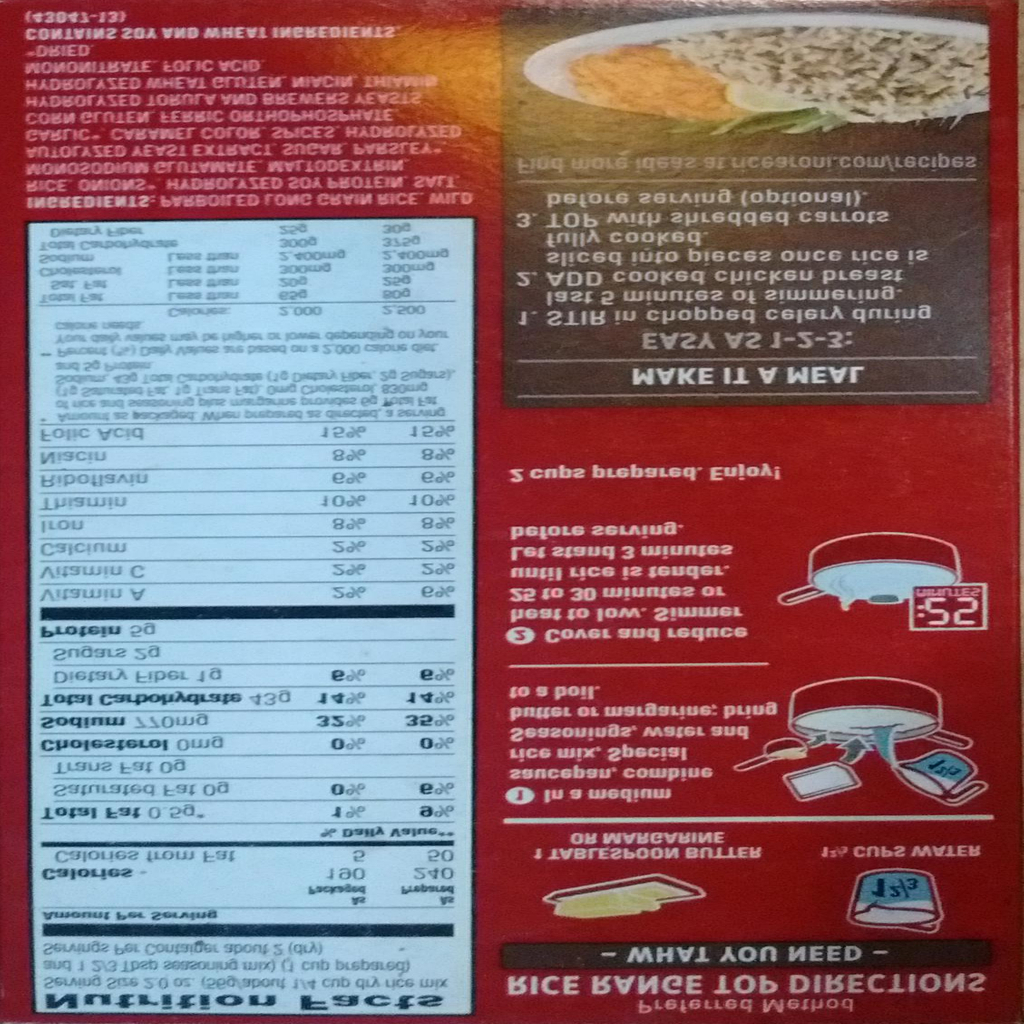 Nutrition Facts
Serving Size 2.0 oz. (56g/about 1/4 cup dry rice mix
and 1 2/3 Tbsp seasoning mix) (1 cup prepared)
Servings Per Container about 2 (dry)
Amount Per Serving
As Packaged As Prepared
Calories 190 240
Calories from Fat 5 50
% Daily Value**
Total Fat 0.5g* 1% 9%
Saturated Fat 0g 0% 6%
Trans Fat 0g
Cholesterol 0mg 0% 0%
Sodium 770mg 32% 35%
Total Carbohydrate 43g 14% 14%
Dietary Fiber 1g 6% 6%
Sugars 2g
Protein 5g
Vitamin A 2% 6%
Vitamin C 2% 2%
Calcium 2% 2%
Iron 8% 8%
Thiamin 10% 10%
Riboflavin 6% 6%
Niacin 8% 8%
Folic Acid 15% 15%
* Amount as packaged. When prepared as directed, a serving
of rice and seasoning plus margarine provides 6g Total Fat
(1g Saturated Fat, 1g Trans Fat), 0mg Cholesterol, 830mg
Sodium, 43g Total Carbohydrate (1g Dietary Fiber, 2g Sugars),
and 5g Protein.
** Percent (%) Daily Values are based on a 2,000 calorie diet.
Your daily values may be higher or lower depending on your
calorie needs.
Calories: 2,000 2,500
Total Fat Less than 65g 80g
Sat. Fat Less than 20g 25g
Cholesterol Less than 300mg 300mg
Sodium Less than 2,400mg 2,400mg
Total Carbohydrate 300g 375g
Dietary Fiber 25g 30g
INGREDIENTS: PARBOILED LONG GRAIN RICE, WILD
RICE, ONIONS*, HYDROLYZED SOY PROTEIN, SALT,
MONOSODIUM GLUTAMATE, MALTODEXTRIN,
AUTOLYZED YEAST EXTRACT, SUGAR, PARSLEY*,
GARLIC*, CARAMEL COLOR, SPICES, HYDROLYZED
CORN GLUTEN, FERRIC ORTHOPHOSPHATE,
HYDROLYZED TORULA AND BREWERS YEASTS,
HYDROLYZED WHEAT GLUTEN, NIACIN, THIAMIN
MONONITRATE, FOLIC ACID.
*DRIED.
CONTAINS SOY AND WHEAT INGREDIENTS.
(43047-13)
Preferred Method
RICE RANGE TOP DIRECTIONS
– WHAT YOU NEED –
1 2/3
1 TABLESPOON BUTTER
OR MARGARINE
1⅔ CUPS WATER
1 In a medium
saucepan, combine
rice mix, Special
Seasonings, water and
butter or margarine; bring
to a boil.
1 2/3
2 Cover and reduce
heat to low. Simmer
25 to 30 minutes or
until rice is tender.
Let stand 3 minutes
before serving.
:25
MINUTES
2 cups prepared. Enjoy!
MAKE IT A MEAL
EASY AS 1-2-3:
1. STIR in chopped celery during
last 5 minutes of simmering.
2. ADD cooked chicken breast
sliced into pieces once rice is
fully cooked.
3. TOP with shredded carrots
before serving (optional).
Find more ideas at ricearoni.com/recipes